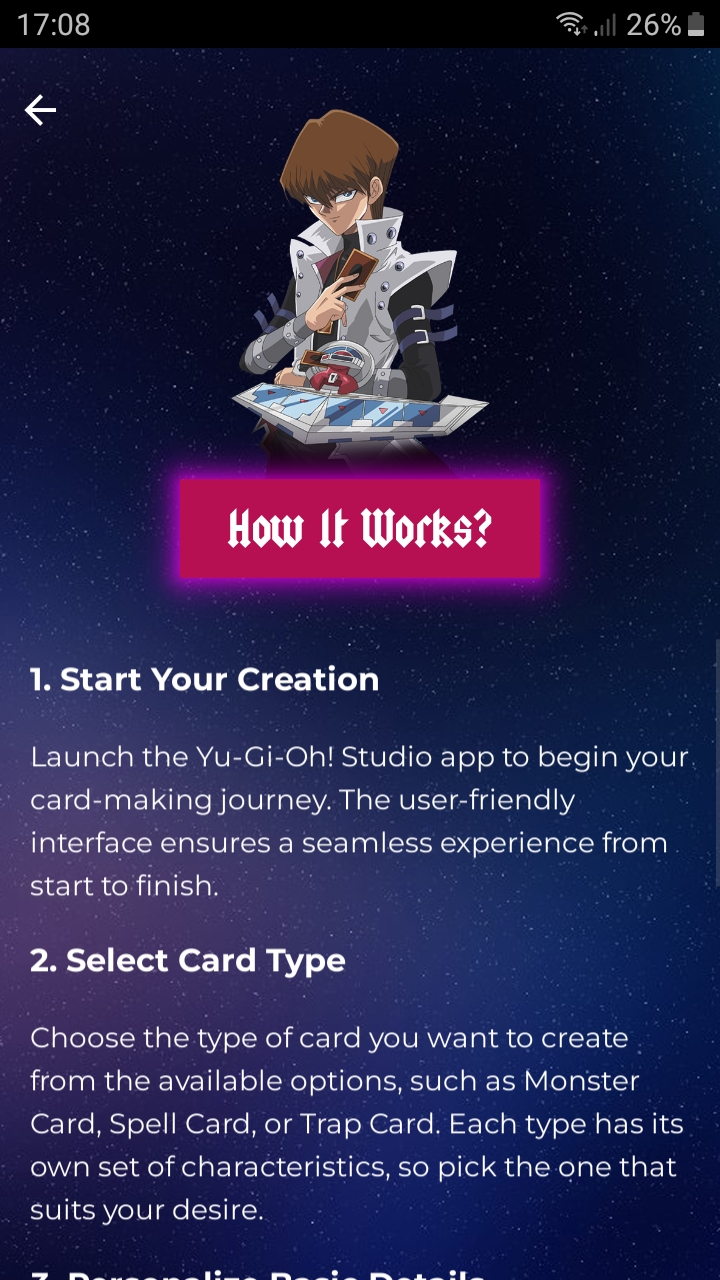 17:08
26%
How It Works?
1. Start Your Creation
Launch the Yu-Gi-Oh! Studio app to begin your
card-making journey. The user-friendly
interface ensures a seamless experience from
start to finish.
2. Select Card Type
Choose the type of card you want to create
from the available options, such as Monster
Card, Spell Card, or Trap Card. Each type has its
own set of characteristics, so pick the one that
suits your desire.
3. Personalize Basic Details